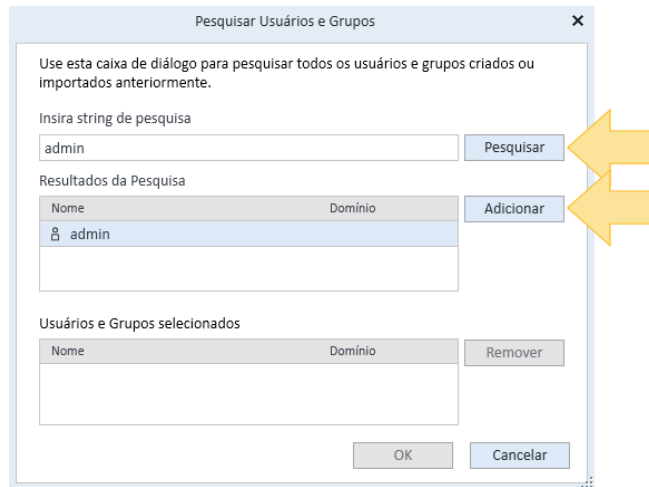 Pesquisar Usuários e Grupos
Use esta caixa de diálogo para pesquisar todos os usuários e grupos criados ou
importados anteriormente.
Insira string de pesquisa
admin
Pesquisar
Resultados da Pesquisa
Nome Domínio
Adicionar
admin
Usuários e Grupos selecionados
Nome Domínio
Remover
OK Cancelar